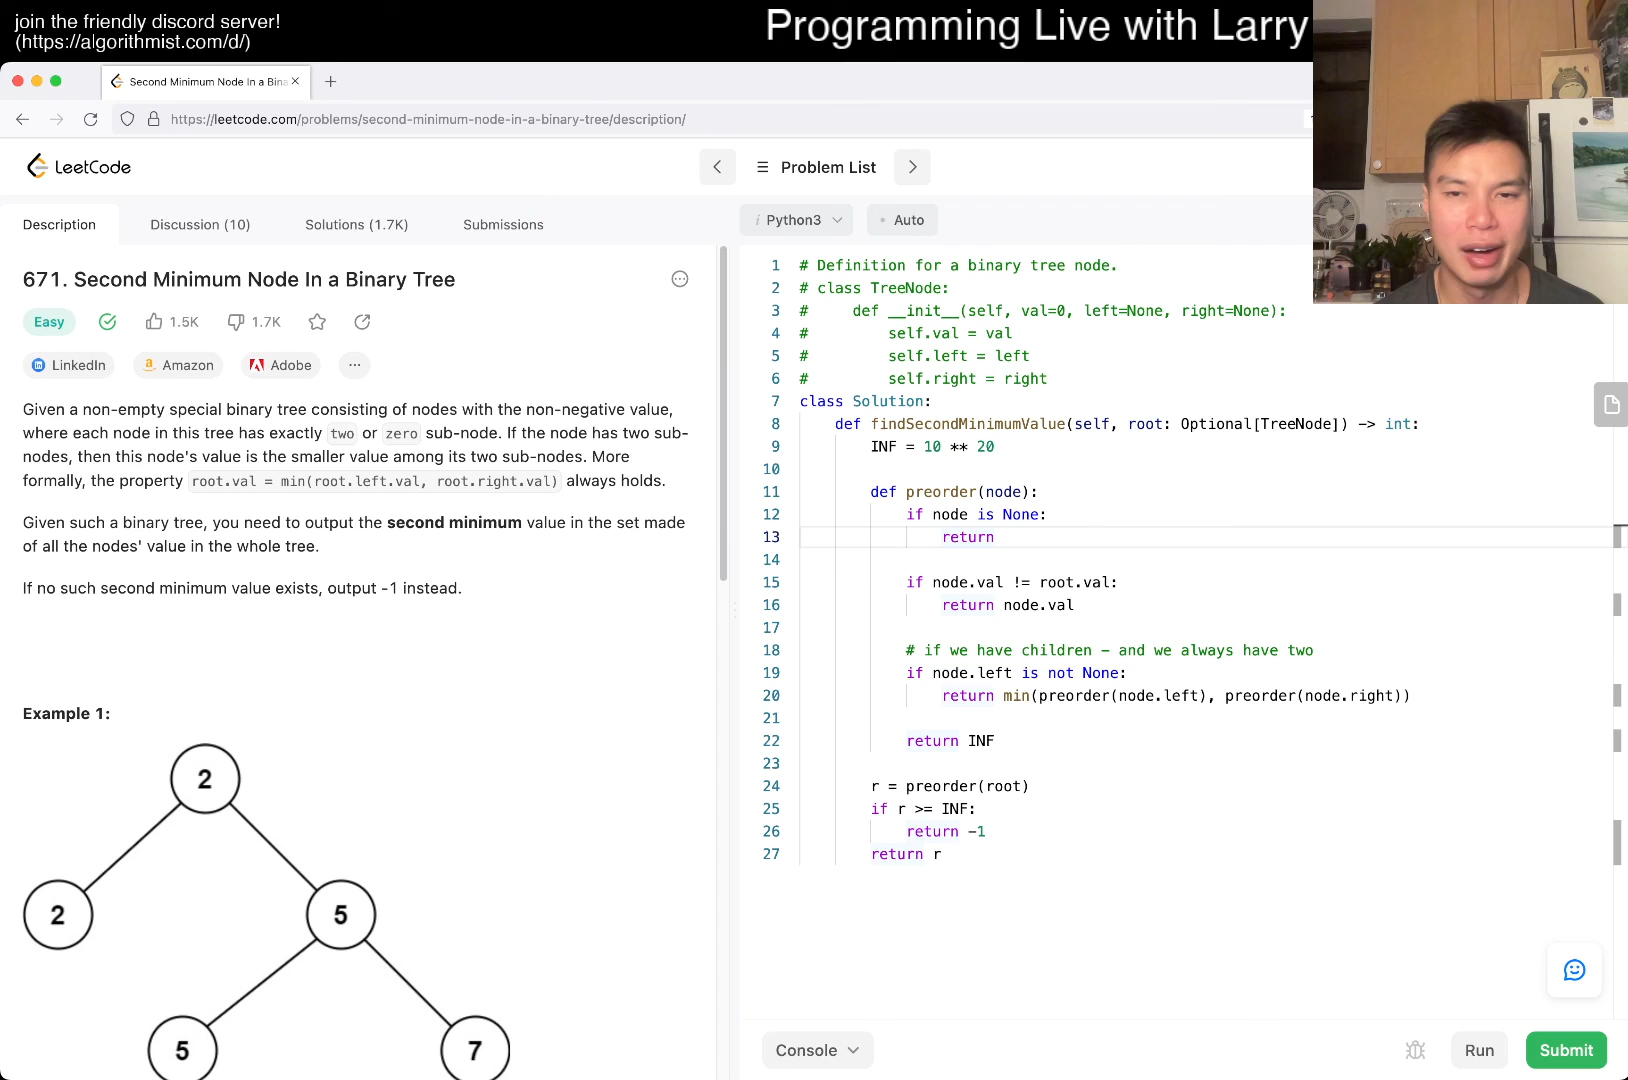 join the friendly discord server!
(https://algorithmist.com/d/)
Programming Live with Larry
Second Minimum Node In a Bina
https://leetcode.com/problems/second-minimum-node-in-a-binary-tree/description/
LeetCode
Problem List
Description
Discussion (10)
Solutions (1.7K)
Submissions
i Python3
• Auto
671. Second Minimum Node In a Binary Tree
Easy
1.5K
1.7K
LinkedIn
Amazon
Adobe
...
Given a non-empty special binary tree consisting of nodes with the non-negative value,
where each node in this tree has exactly two or zero sub-node. If the node has two sub-
nodes, then this node's value is the smaller value among its two sub-nodes. More
formally, the property root.val = min(root.left.val, root.right.val) always holds.
Given such a binary tree, you need to output the second minimum value in the set made
of all the nodes' value in the whole tree.
If no such second minimum value exists, output -1 instead.
Example 1:
2
2
5
5
7
1 # Definition for a binary tree node.
2 # class TreeNode:
3 #     def __init__(self, val=0, left=None, right=None):
4 #         self.val = val
5 #         self.left = left
6 #         self.right = right
7 class Solution:
8     def findSecondMinimumValue(self, root: Optional[TreeNode]) -> int:
9         INF = 10 ** 20
10
11         def preorder(node):
12             if node is None:
13                 return
14
15             if node.val != root.val:
16                 return node.val
17
18             # if we have children - and we always have two
19             if node.left is not None:
20                 return min(preorder(node.left), preorder(node.right))
21
22             return INF
23
24         r = preorder(root)
25         if r >= INF:
26             return -1
27         return r
Console
Run
Submit